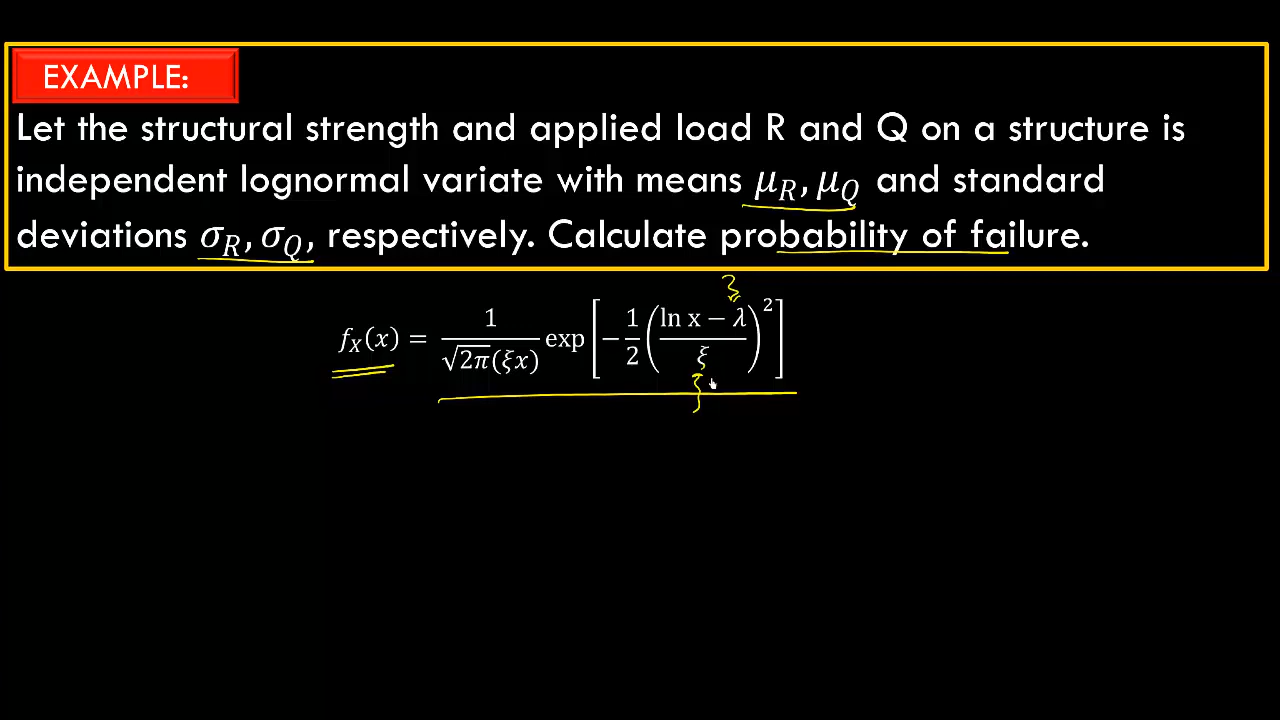 EXAMPLE:
Let the structural strength and applied load R and Q on a structure is
independent lognormal variate with means μ_R, μ_Q and standard
deviations σ_R, σ_Q, respectively. Calculate probability of failure.
f_X(x) = 1/(√2π(ξx)) exp[−1/2((ln x − λ)/ξ)²]